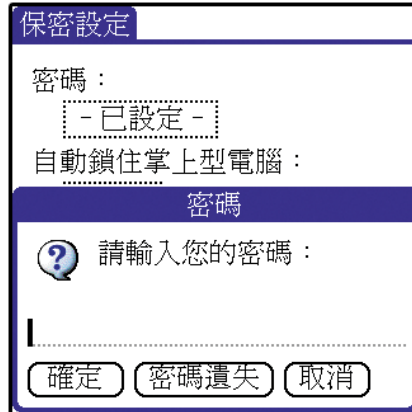 保密設定
密碼：
-已設定-
自動鎖住掌上型電腦：
密碼
請輸入您的密碼：
確定 密碼遺失 取消